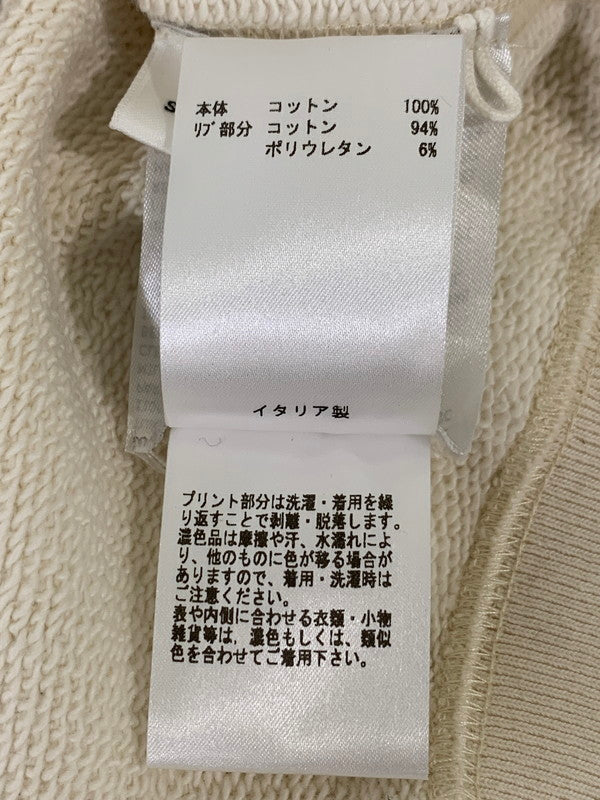 本体 コットン 100%
リブ部分 コットン 94%
ポリウレタン 6%
イタリア製
プリント部分は洗濯・着用を繰
り返すことで剥離・脱落します。
濃色品は摩擦や汗、水濡れによ
り、他のものに色が移る場合が
ありますので、着用・洗濯時は
ご注意ください。
表や内側に合わせる衣類・小物
雑貨等は、濃色もしくは、類似
色を合わせてご着用下さい。